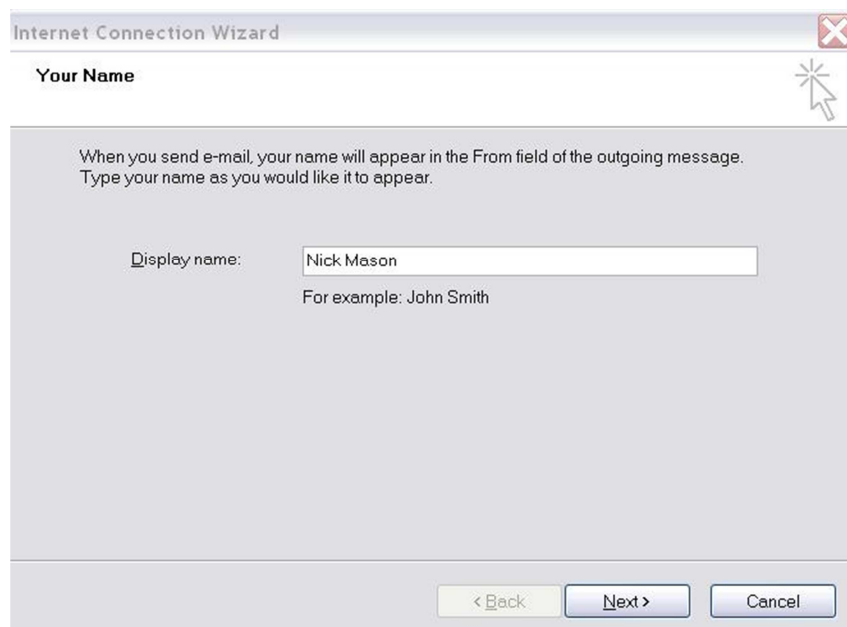 Internet Connection Wizard
Your Name
When you send e-mail, your name will appear in the From field of the outgoing message.
Type your name as you would like it to appear.
Display name: Nick Mason
For example: John Smith
< Back Next > Cancel